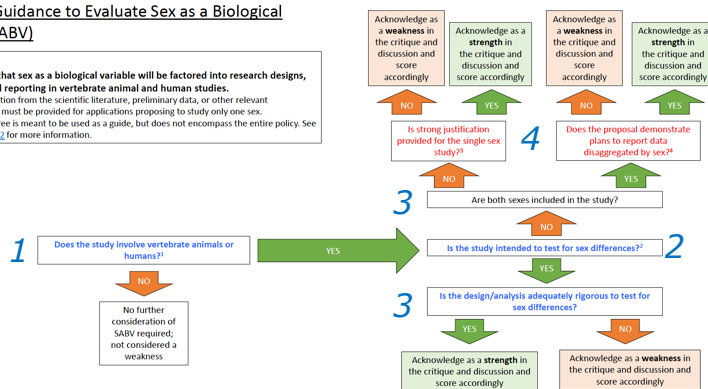 Guidance to Evaluate Sex as a Biological
ABV)
that sex as a biological variable will be factored into research designs,
reporting in vertebrate animal and human studies.
tion from the scientific literature, preliminary data, or other relevant
must be provided for applications proposing to study only one sex.
ree is meant to be used as a guide, but does not encompass the entire policy. See
2 for more information.
Acknowledge as
a weakness in
the critique and
discussion and
score
accordingly
Acknowledge
as a
strength in
the critique and
discussion and
score
accordingly
Acknowledge as
a weakness in
the critique and
discussion and
score
accordingly
Acknowledge
as a
strength in
the critique and
discussion and
score
accordingly
NO
YES
NO
YES
Is strong justification
provided for the single sex
study?³
4
Does the proposal demonstrate
plans to report data
disaggregated by sex?⁴
NO
YES
3
Are both sexes included in the study?
NO
1
Does the study involve vertebrate animals or
humans?¹
YES
Is the study intended to test for sex differences?²
2
NO
YES
No further
consideration of
SABV required;
not considered a
weakness
3
Is the design/analysis adequately rigorous to test for
sex differences?
YES
NO
Acknowledge as a strength in
the critique and discussion and
score accordingly
Acknowledge as a weakness in
the critique and discussion and
score accordingly